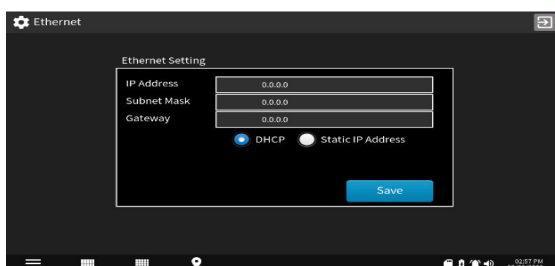 Ethernet
Ethernet Setting
IP Address 0.0.0.0
Subnet Mask 0.0.0.0
Gateway 0.0.0.0
DHCP Static IP Address
Save
02:57 PM